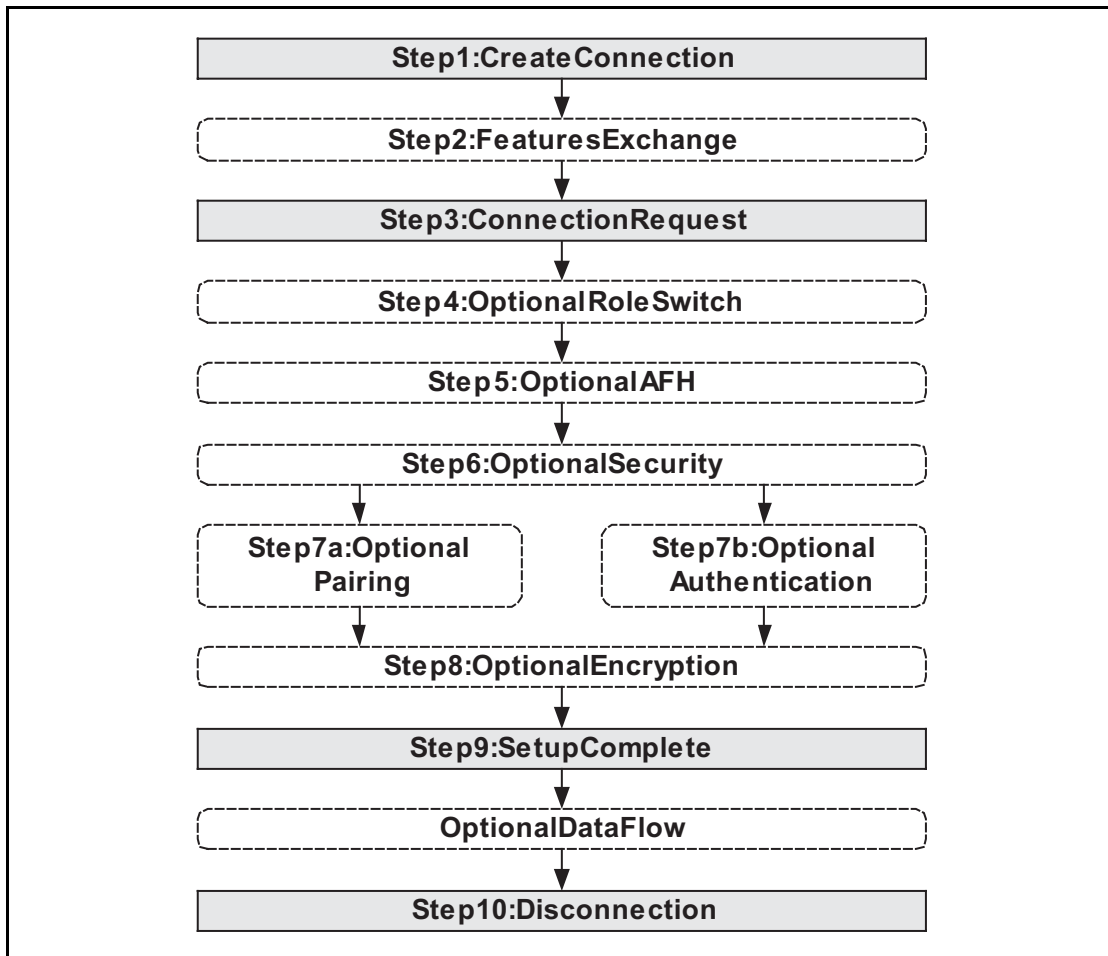 Step1:CreateConnection
Step2:FeaturesExchange
Step3:ConnectionRequest
Step4:OptionalRoleSwitch
Step5:OptionalAFH
Step6:OptionalSecurity
Step7a:Optional
Pairing
Step7b:Optional
Authentication
Step8:OptionalEncryption
Step9:SetupComplete
OptionalDataFlow
Step10:Disconnection